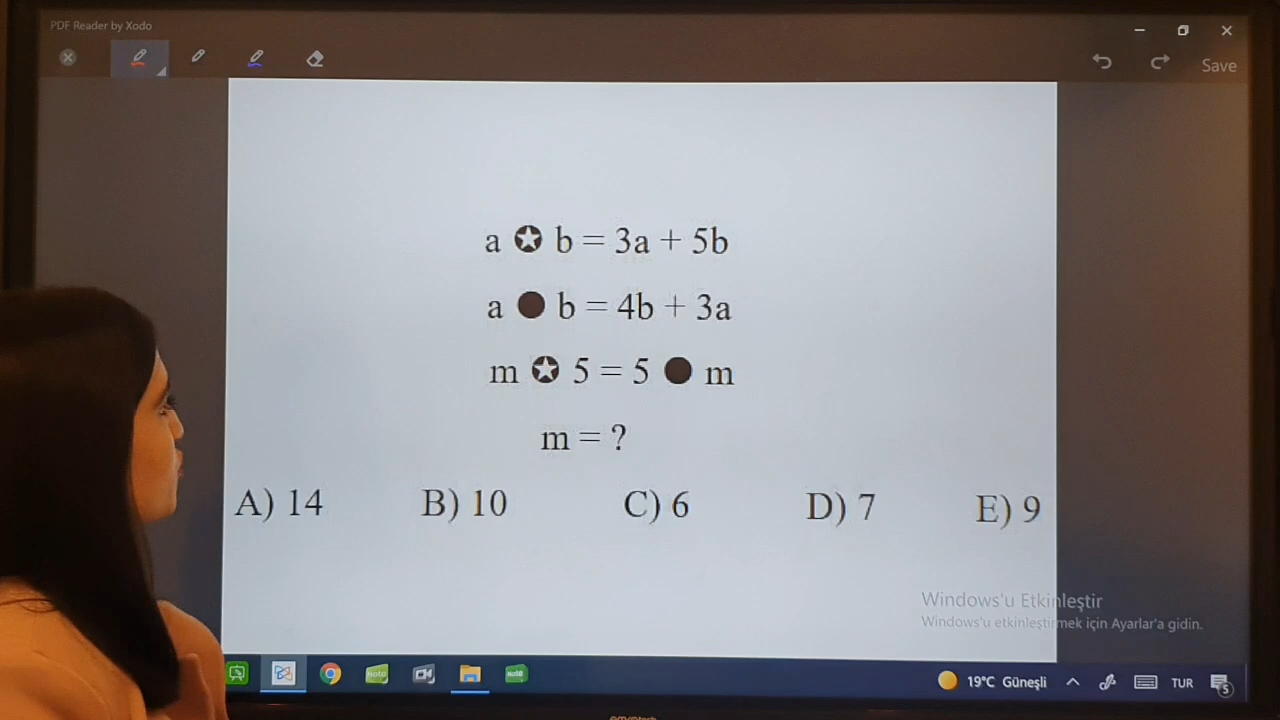 PDF Reader by Xodo
Save
a ✪ b = 3a + 5b
a ● b = 4b + 3a
m ✪ 5 = 5 ● m
m = ?
A) 14 B) 10 C) 6 D) 7 E) 9
Windows'u Etkinleştir
Windows'u etkinleştirmek için Ayarlar'a gidin.
19°C Güneşli TUR 5